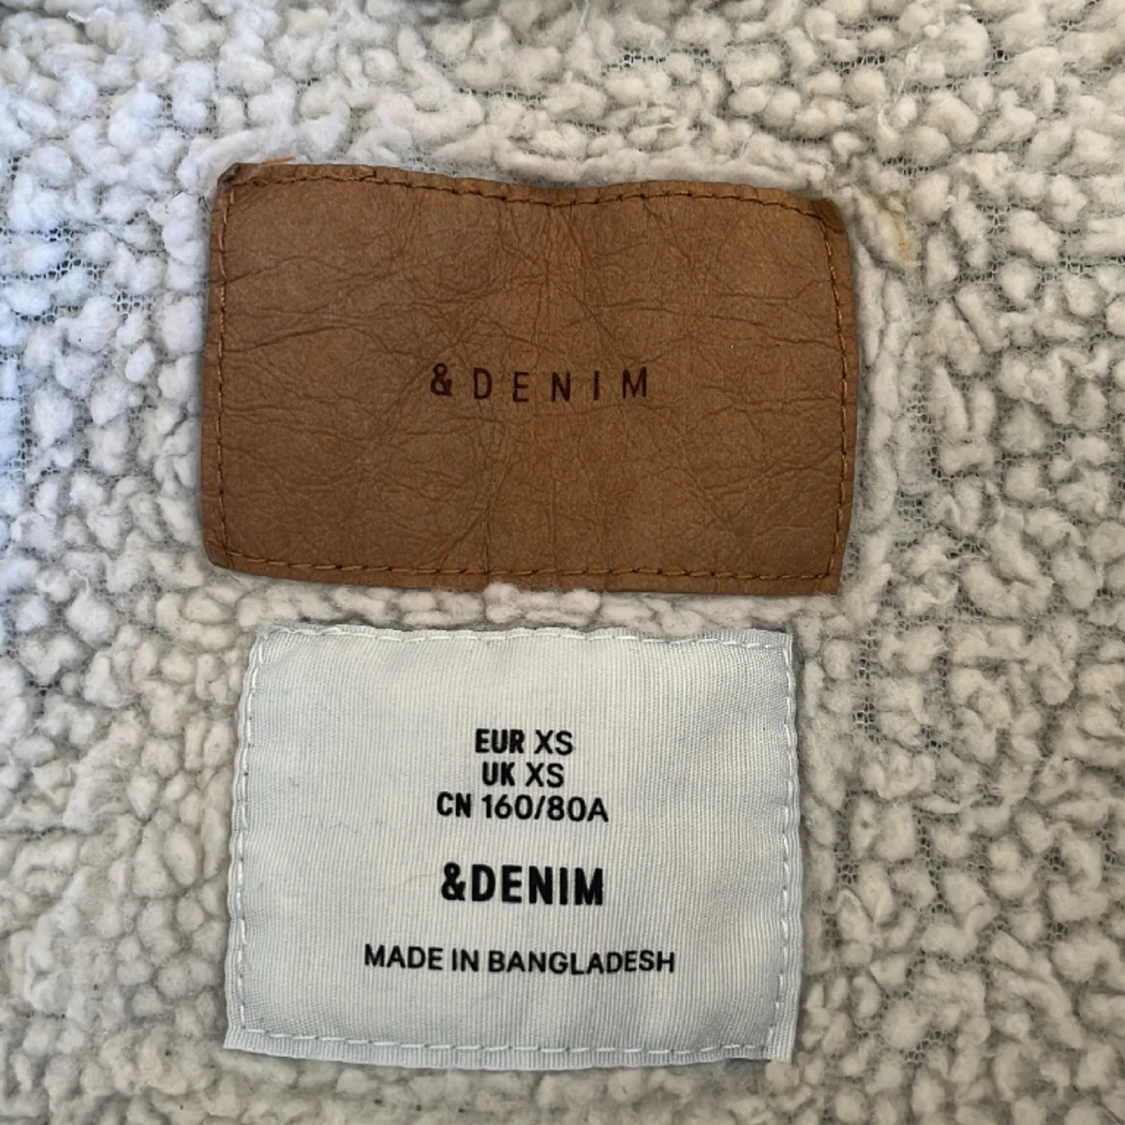 &DENIM
EUR XS
UK XS
CN 160/80A
&DENIM
MADE IN BANGLADESH